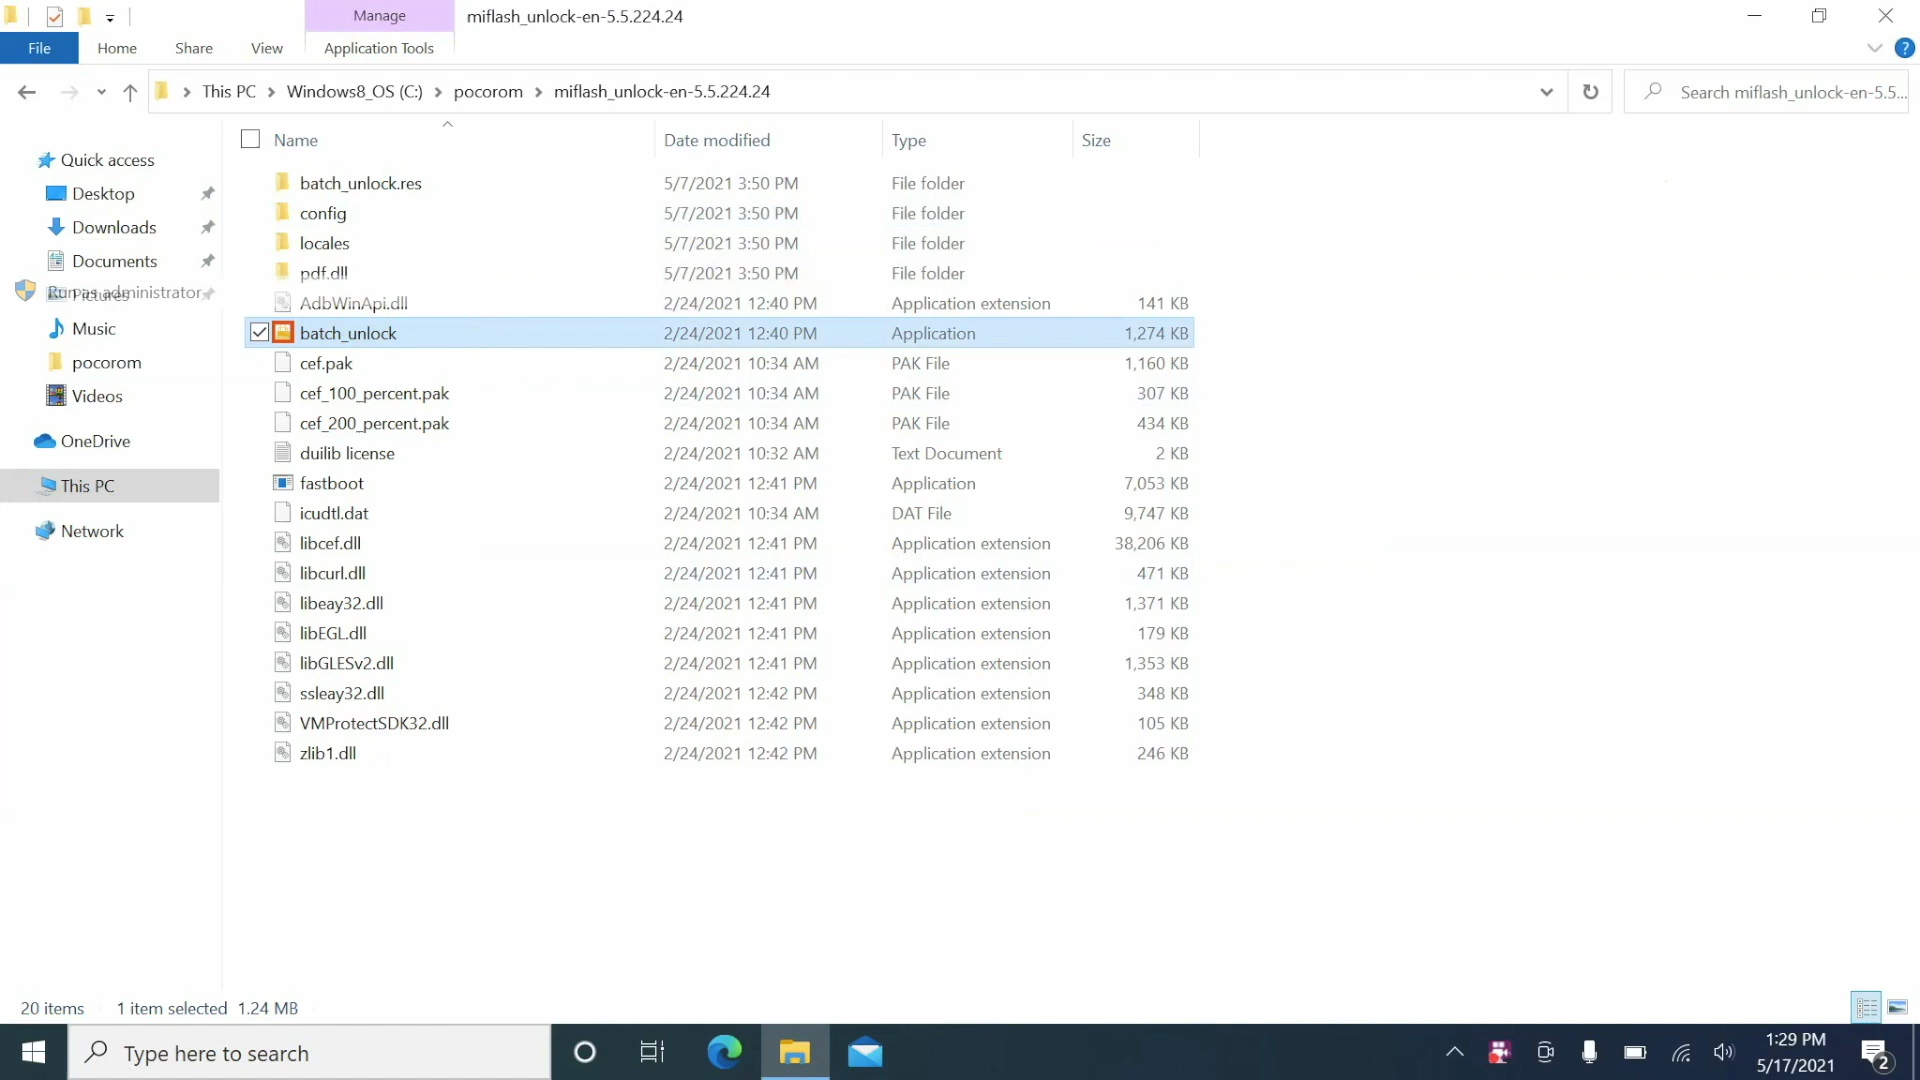 Manage
miflash_unlock-en-5.5.224.24
File
Home
Share
View
Application Tools
This PC
Windows8_OS (C:)
pocorom
miflash_unlock-en-5.5.224.24
Search miflash_unlock-en-5.5...
Name
Date modified
Type
Size
Quick access
Desktop
Downloads
Documents
Pictures
Run as administrator
Music
pocorom
Videos
OneDrive
This PC
Network
batch_unlock.res 5/7/2021 3:50 PM File folder
config 5/7/2021 3:50 PM File folder
locales 5/7/2021 3:50 PM File folder
pdf.dll 5/7/2021 3:50 PM File folder
AdbWinApi.dll 2/24/2021 12:40 PM Application extension 141 KB
batch_unlock 2/24/2021 12:40 PM Application 1,274 KB
cef.pak 2/24/2021 10:34 AM PAK File 1,160 KB
cef_100_percent.pak 2/24/2021 10:34 AM PAK File 307 KB
cef_200_percent.pak 2/24/2021 10:34 AM PAK File 434 KB
duilib license 2/24/2021 10:32 AM Text Document 2 KB
fastboot 2/24/2021 12:41 PM Application 7,053 KB
icudtl.dat 2/24/2021 10:34 AM DAT File 9,747 KB
libcef.dll 2/24/2021 12:41 PM Application extension 38,206 KB
libcurl.dll 2/24/2021 12:41 PM Application extension 471 KB
libeay32.dll 2/24/2021 12:41 PM Application extension 1,371 KB
libEGL.dll 2/24/2021 12:41 PM Application extension 179 KB
libGLESv2.dll 2/24/2021 12:41 PM Application extension 1,353 KB
ssleay32.dll 2/24/2021 12:42 PM Application extension 348 KB
VMProtectSDK32.dll 2/24/2021 12:42 PM Application extension 105 KB
zlib1.dll 2/24/2021 12:42 PM Application extension 246 KB
20 items 1 item selected 1.24 MB
Type here to search
1:29 PM
5/17/2021
2